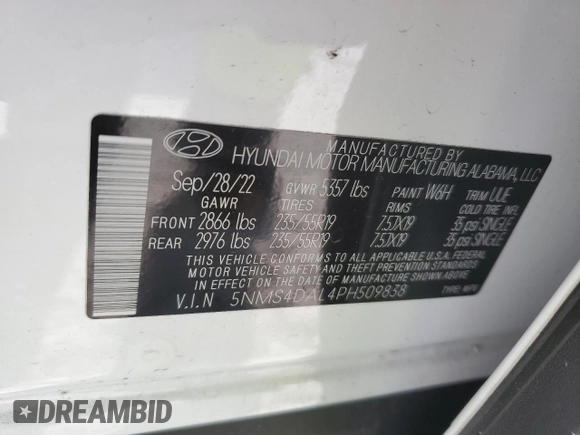 MANUFACTURED BY
HYUNDAI MOTOR MANUFACTURING ALABAMA, LLC
Sep/28/22 GVWR 5357 lbs PAINT W6H TRIM UUE
GAWR TIRES RIMS COLD TIRE INFL
FRONT 2866 lbs 235/55R19 7.5JX19 35 psi SINGLE
REAR 2976 lbs 235/55R19 7.5JX19 35 psi SINGLE
THIS VEHICLE CONFORMS TO ALL APPLICABLE FEDERAL
MOTOR VEHICLE SAFETY AND THEFT PREVENTION STANDARDS
IN EFFECT ON THE DATE OF MANUFACTURE SHOWN ABOVE.
V.I.N 5NMS4DAL4PH509838 TYPE: MPV
DREAMBID